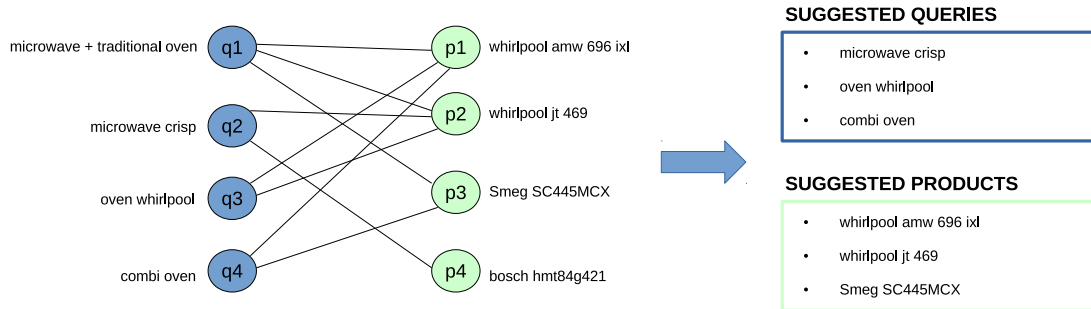 microwave + traditional oven
q1
p1
whirlpool amw 696 ixl
microwave crisp
q2
p2
whirlpool jt 469
oven whirlpool
q3
p3
Smeg SC445MCX
combi oven
q4
p4
bosch hmt84g421
SUGGESTED QUERIES
• microwave crisp
• oven whirlpool
• combi oven
SUGGESTED PRODUCTS
• whirlpool amw 696 ixl
• whirlpool jt 469
• Smeg SC445MCX